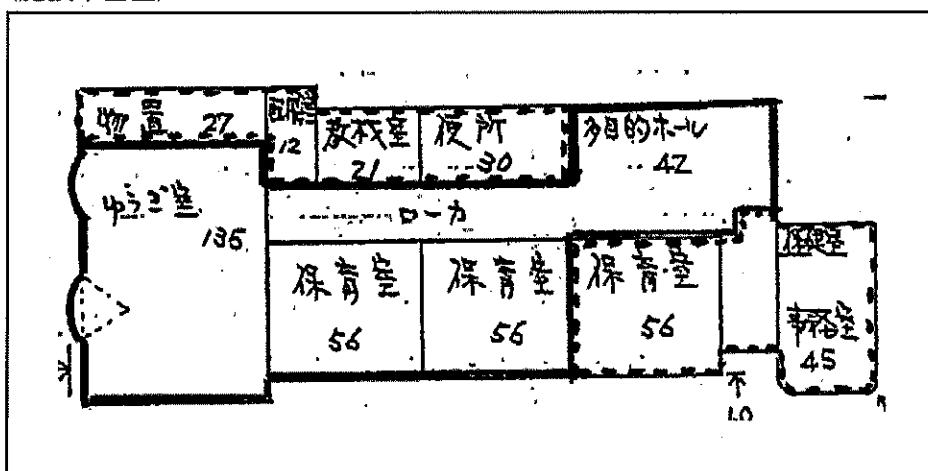 物置 27
12
教材室
21
便所
30
多目的ホール
42
ゆうぎ室
135
ローカ
保育室
56
保育室
56
保育室
56
保健室
事務室
45
1.0